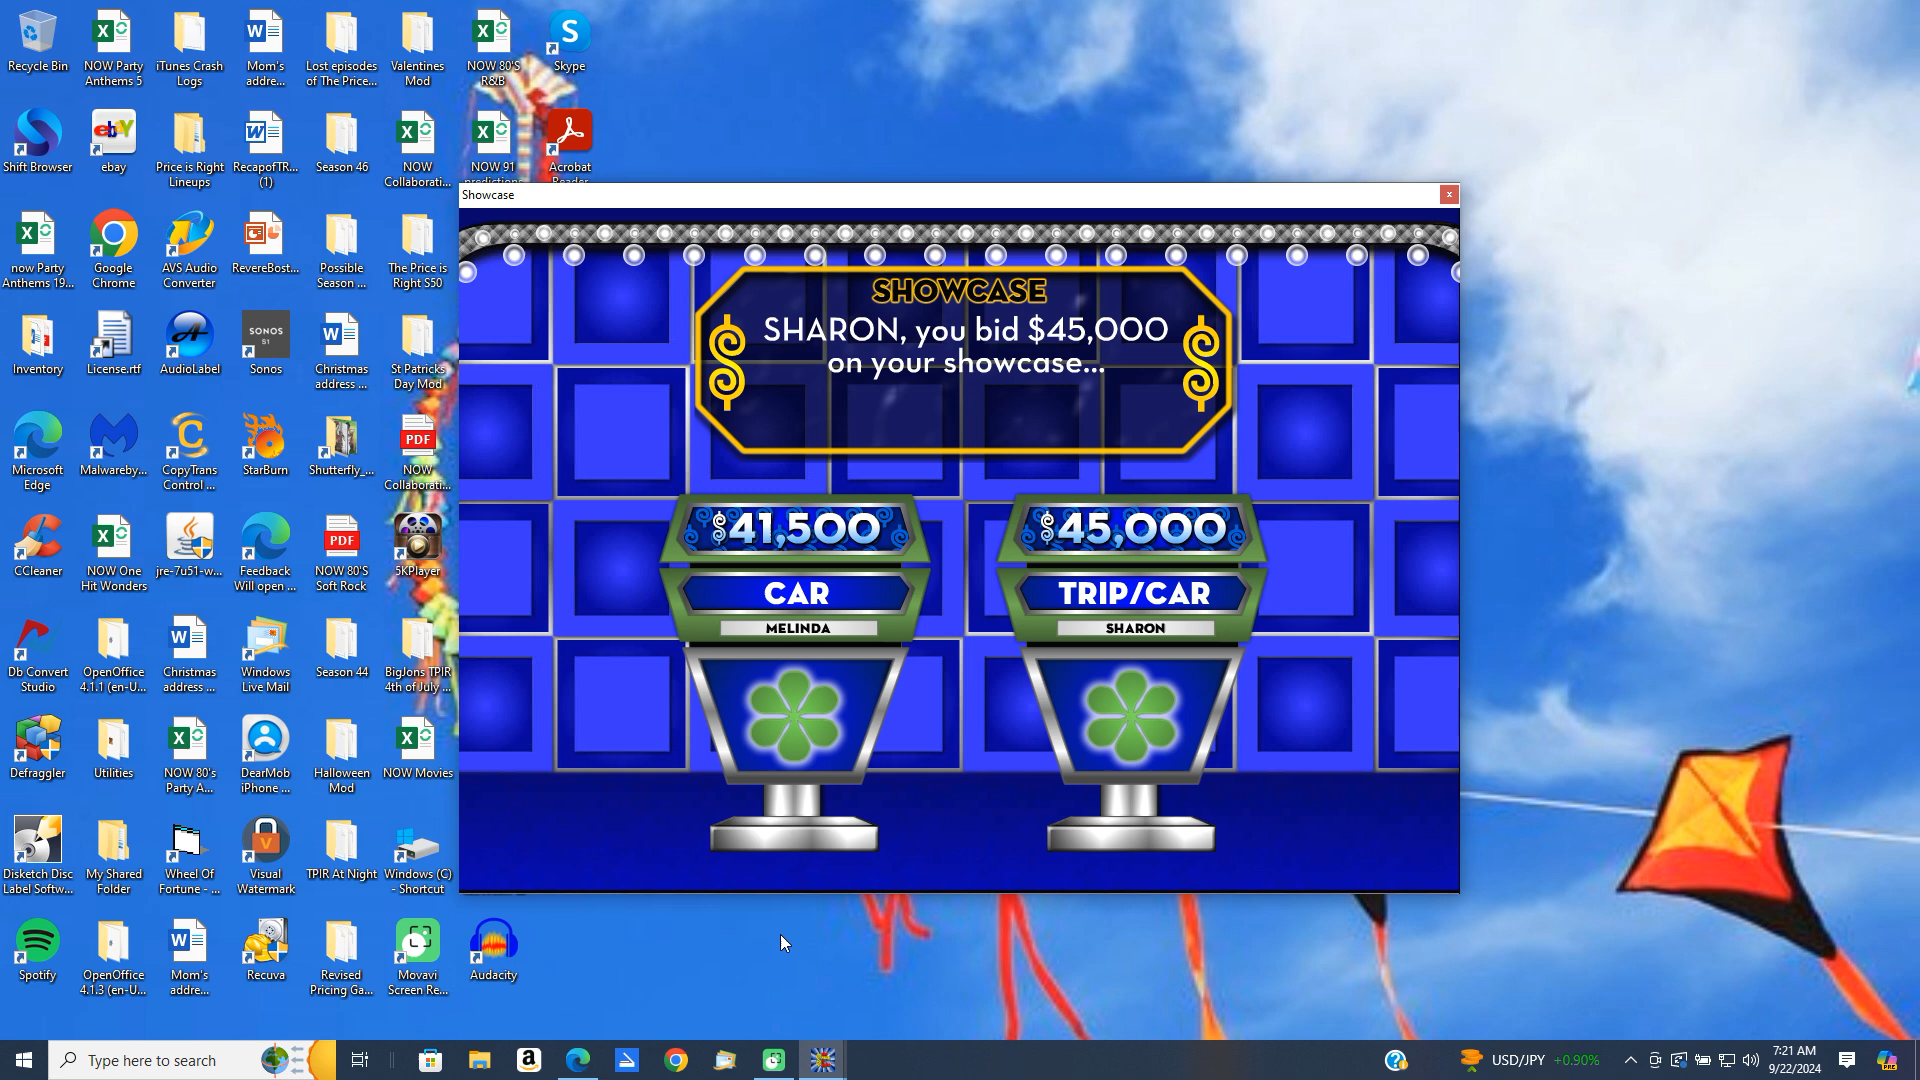 Recycle Bin
NOW Party
Anthems 5
iTunes Crash
Logs
Mom's
addre...
Lost episodes
of The Price...
Valentines
Mod
NOW 80'S
R&B
Skype
Shift Browser
ebay
Price is Right
Lineups
RecapofTR...
(1)
Season 46
NOW
Collaborati...
NOW 91
predictions
Acrobat
Reader
now Party
Anthems 19...
Google
Chrome
AVS Audio
Converter
RevereBost...
Possible
Season ...
The Price is
Right S50
Inventory
License.rtf
AudioLabel
SONOS
S1
Sonos
Christmas
address ...
St Patricks
Day Mod
Microsoft
Edge
Malwareby...
CopyTrans
Control ...
StarBurn
Shutterfly_...
PDF
NOW
Collaborati...
CCleaner
NOW One
Hit Wonders
jre-7u51-w...
Feedback
Will open ...
PDF
NOW 80'S
Soft Rock
5KPlayer
Db Convert
Studio
OpenOffice
4.1.1 (en-U...
Christmas
address ...
Windows
Live Mail
Season 44
BigJons TPIR
4th of July ...
Defraggler
Utilities
NOW 80's
Party A...
DearMob
iPhone ...
Halloween
Mod
NOW Movies
Disketch Disc
Label Softw...
My Shared
Folder
Wheel Of
Fortune - ...
Visual
Watermark
TPIR At Night
Windows (C)
- Shortcut
Spotify
OpenOffice
4.1.3 (en-U...
Mom's
addre...
Recuva
Revised
Pricing Ga...
Movavi
Screen Re...
Audacity
Showcase
SHOWCASE
SHARON, you bid $45,000
on your showcase...
$41,500
$45,000
CAR
TRIP/CAR
MELINDA
SHARON
Type here to search
USD/JPY +0.90%
7:21 AM
9/22/2024